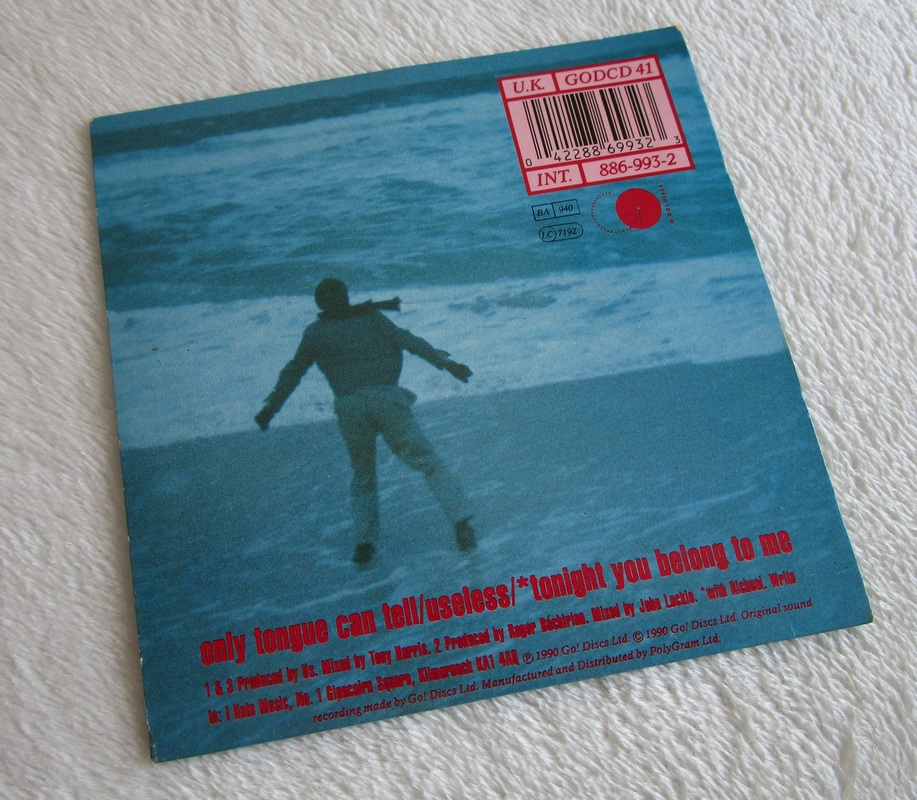 U.K. GODCD 41
0 42288 69932 3
INT. 886-993-2
BA 940
LC 7192
only tongue can tell/useless/*tonight you belong to me
1 & 3 Produced by Us. Mixed by Tony Harris. 2 Produced by Roger Béchirian. Mixed by John Leckie. *with Richard. Write
to: I Hate Music, No. 1 Glencairn Square, Kilmarnock KA1 4AQ ℗ 1990 Go! Discs Ltd. © 1990 Go! Discs Ltd. Original sound
recording made by Go! Discs Ltd. Manufactured and Distributed by PolyGram Ltd.